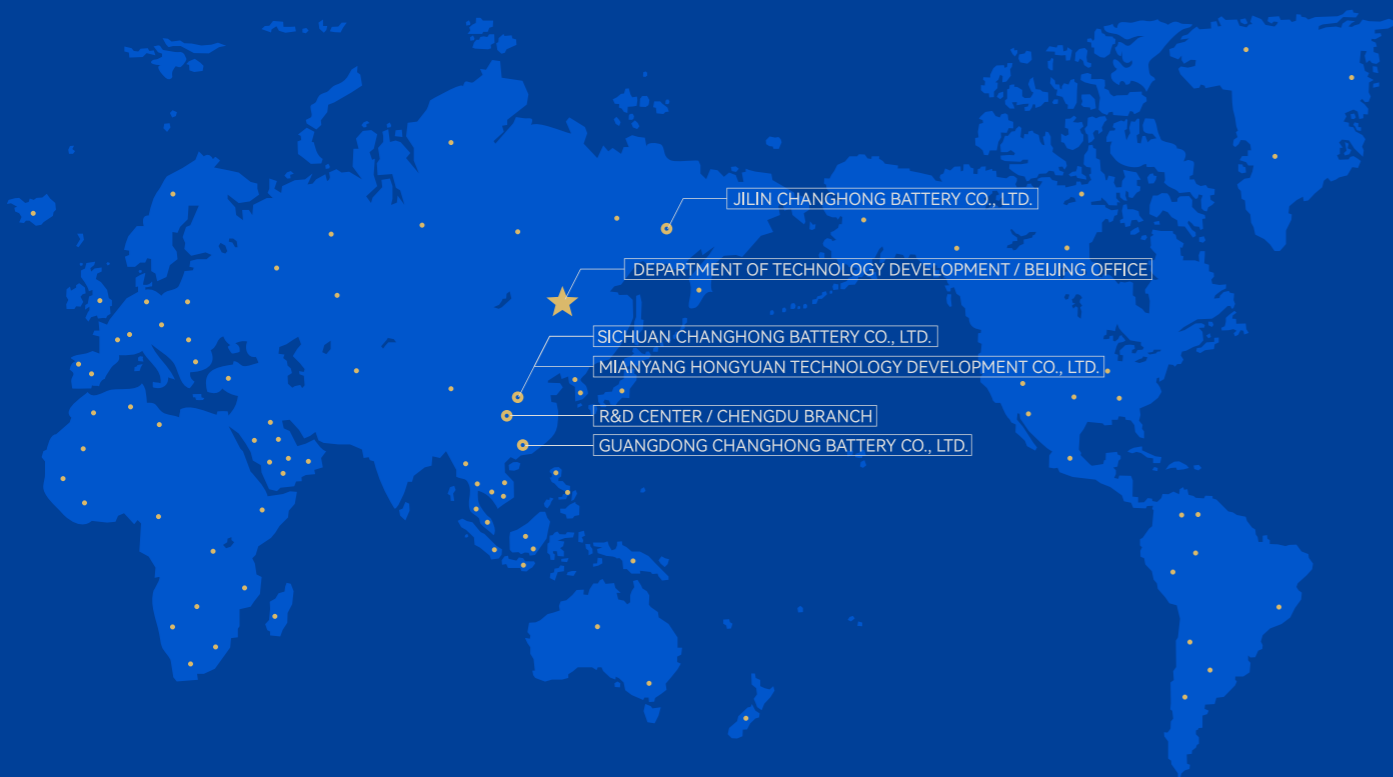 JILIN CHANGHONG BATTERY CO., LTD.
DEPARTMENT OF TECHNOLOGY DEVELOPMENT / BEIJING OFFICE
SICHUAN CHANGHONG BATTERY CO., LTD.
MIANYANG HONGYUAN TECHNOLOGY DEVELOPMENT CO., LTD.
R&D CENTER / CHENGDU BRANCH
GUANGDONG CHANGHONG BATTERY CO., LTD.